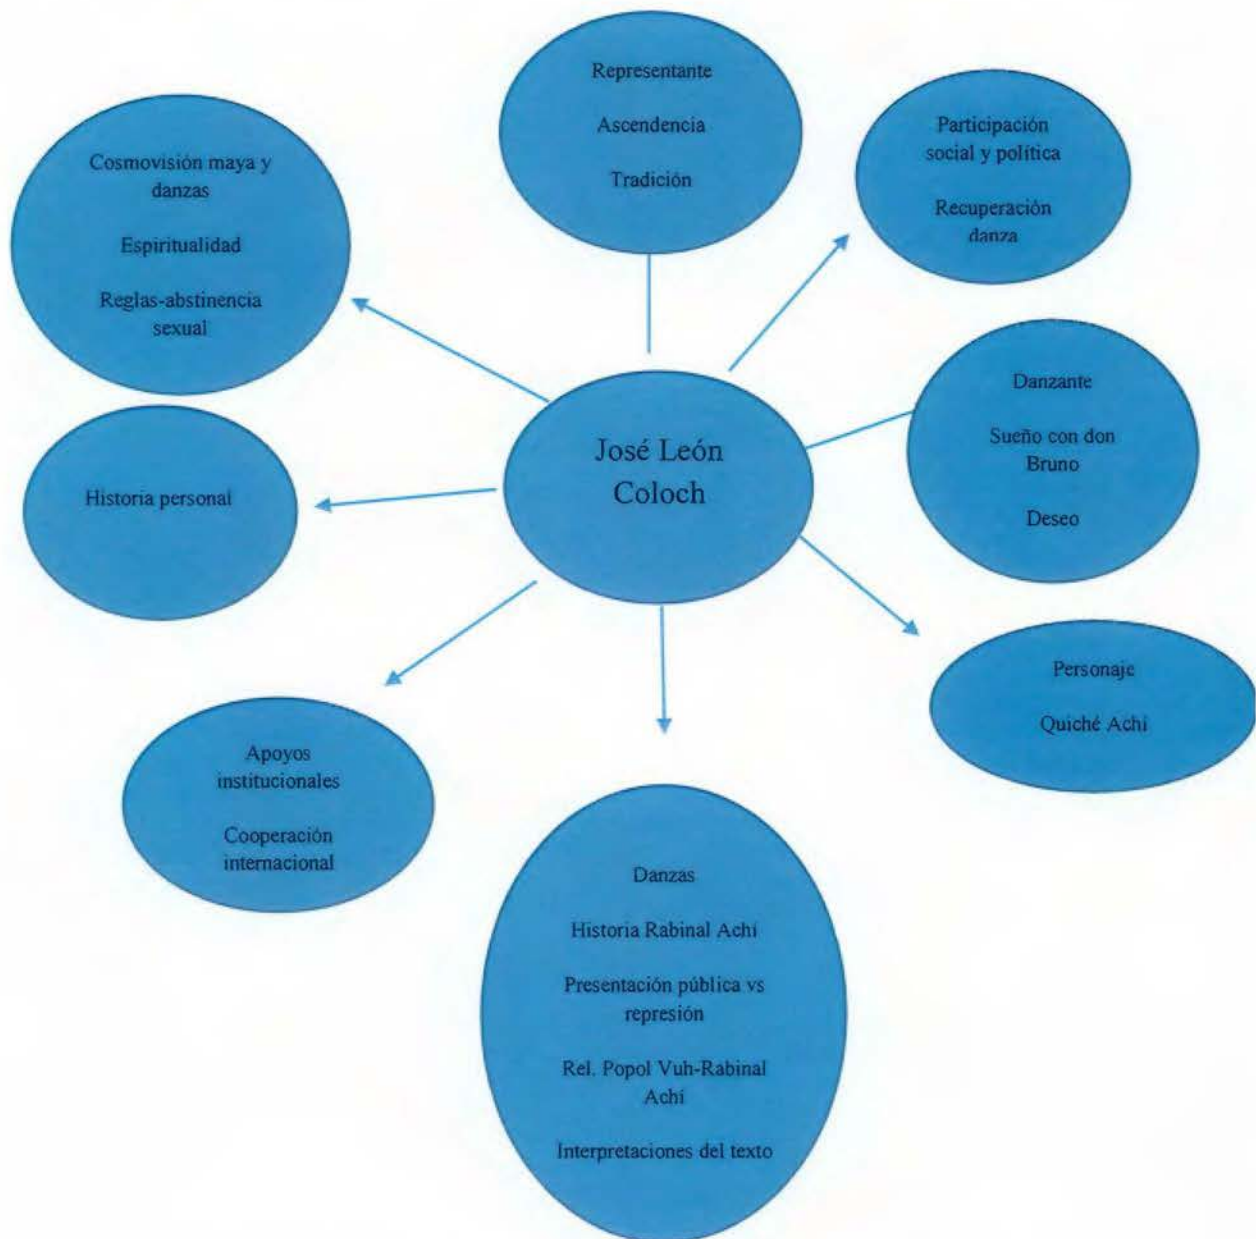 Representante
Ascendencia
Tradición
Participación
social y política
Recuperación
danza
Cosmovisión maya y
danzas
Espiritualidad
Reglas-abstinencia
sexual
Danzante
Sueño con don
Bruno
Deseo
José León
Coloch
Historia personal
Personaje
Quiché Achí
Apoyos
institucionales
Cooperación
internacional
Danzas
Historia Rabinal Achí
Presentación pública vs
represión
Rel. Popol Vuh-Rabinal
Achí
Interpretaciones del texto